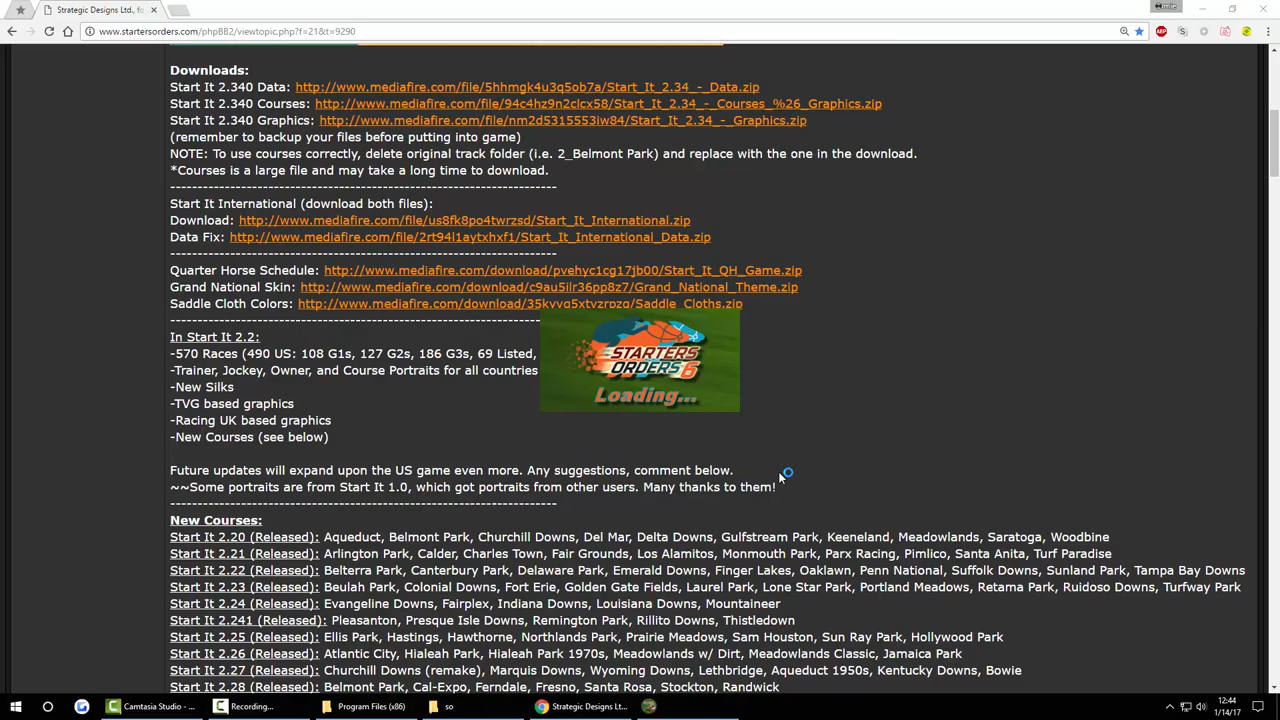 Strategic Designs Ltd., fo
www.startersorders.com/phpBB2/viewtopic.php?f=21&t=9290
ABP
Downloads:
Start It 2.340 Data: http://www.mediafire.com/file/5hhmgk4u3q5ob7a/Start_It_2.34_-_Data.zip
Start It 2.340 Courses: http://www.mediafire.com/file/94c4hz9n2clcx58/Start_It_2.34_-_Courses_%26_Graphics.zip
Start It 2.340 Graphics: http://www.mediafire.com/file/nm2d5315553iw84/Start_It_2.34_-_Graphics.zip
(remember to backup your files before putting into game)
NOTE: To use courses correctly, delete original track folder (i.e. 2_Belmont Park) and replace with the one in the download.
*Courses is a large file and may take a long time to download.
--------------------------------------------------------
Start It International (download both files):
Download: http://www.mediafire.com/file/us8fk8po4twrzsd/Start_It_International.zip
Data Fix: http://www.mediafire.com/file/2rt94l1aytxhxf1/Start_It_International_Data.zip
--------------------------------------------------------
Quarter Horse Schedule: http://www.mediafire.com/download/pvehyc1cg17jb00/Start_It_QH_Game.zip
Grand National Skin: http://www.mediafire.com/download/c9au5ilr36pp8z7/Grand_National_Theme.zip
Saddle Cloth Colors: http://www.mediafire.com/download/35kyvq5xtyzrpzq/Saddle_Cloths.zip
--------------------------------------------------------
In Start It 2.2:
-570 Races (490 US: 108 G1s, 127 G2s, 186 G3s, 69 Listed,
-Trainer, Jockey, Owner, and Course Portraits for all countries
-New Silks
-TVG based graphics
-Racing UK based graphics
-New Courses (see below)
STARTERS
ORDERS 6
Loading...
Future updates will expand upon the US game even more. Any suggestions, comment below.
~~Some portraits are from Start It 1.0, which got portraits from other users. Many thanks to them!
--------------------------------------------------------
New Courses:
Start It 2.20 (Released): Aqueduct, Belmont Park, Churchill Downs, Del Mar, Delta Downs, Gulfstream Park, Keeneland, Meadowlands, Saratoga, Woodbine
Start It 2.21 (Released): Arlington Park, Calder, Charles Town, Fair Grounds, Los Alamitos, Monmouth Park, Parx Racing, Pimlico, Santa Anita, Turf Paradise
Start It 2.22 (Released): Belterra Park, Canterbury Park, Delaware Park, Emerald Downs, Finger Lakes, Oaklawn, Penn National, Suffolk Downs, Sunland Park, Tampa Bay Downs
Start It 2.23 (Released): Beulah Park, Colonial Downs, Fort Erie, Golden Gate Fields, Laurel Park, Lone Star Park, Portland Meadows, Retama Park, Ruidoso Downs, Turfway Park
Start It 2.24 (Released): Evangeline Downs, Fairplex, Indiana Downs, Louisiana Downs, Mountaineer
Start It 2.241 (Released): Pleasanton, Presque Isle Downs, Remington Park, Rillito Downs, Thistledown
Start It 2.25 (Released): Ellis Park, Hastings, Hawthorne, Northlands Park, Prairie Meadows, Sam Houston, Sun Ray Park, Hollywood Park
Start It 2.26 (Released): Atlantic City, Hialeah Park, Hialeah Park 1970s, Meadowlands w/ Dirt, Meadowlands Classic, Jamaica Park
Start It 2.27 (Released): Churchill Downs (remake), Marquis Downs, Wyoming Downs, Lethbridge, Aqueduct 1950s, Kentucky Downs, Bowie
Start It 2.28 (Released): Belmont Park, Cal-Expo, Ferndale, Fresno, Santa Rosa, Stockton, Randwick
Camtasia Studio - ...
Recording...
Program Files (x86)
so
Strategic Designs Lt...
12:44
1/14/17